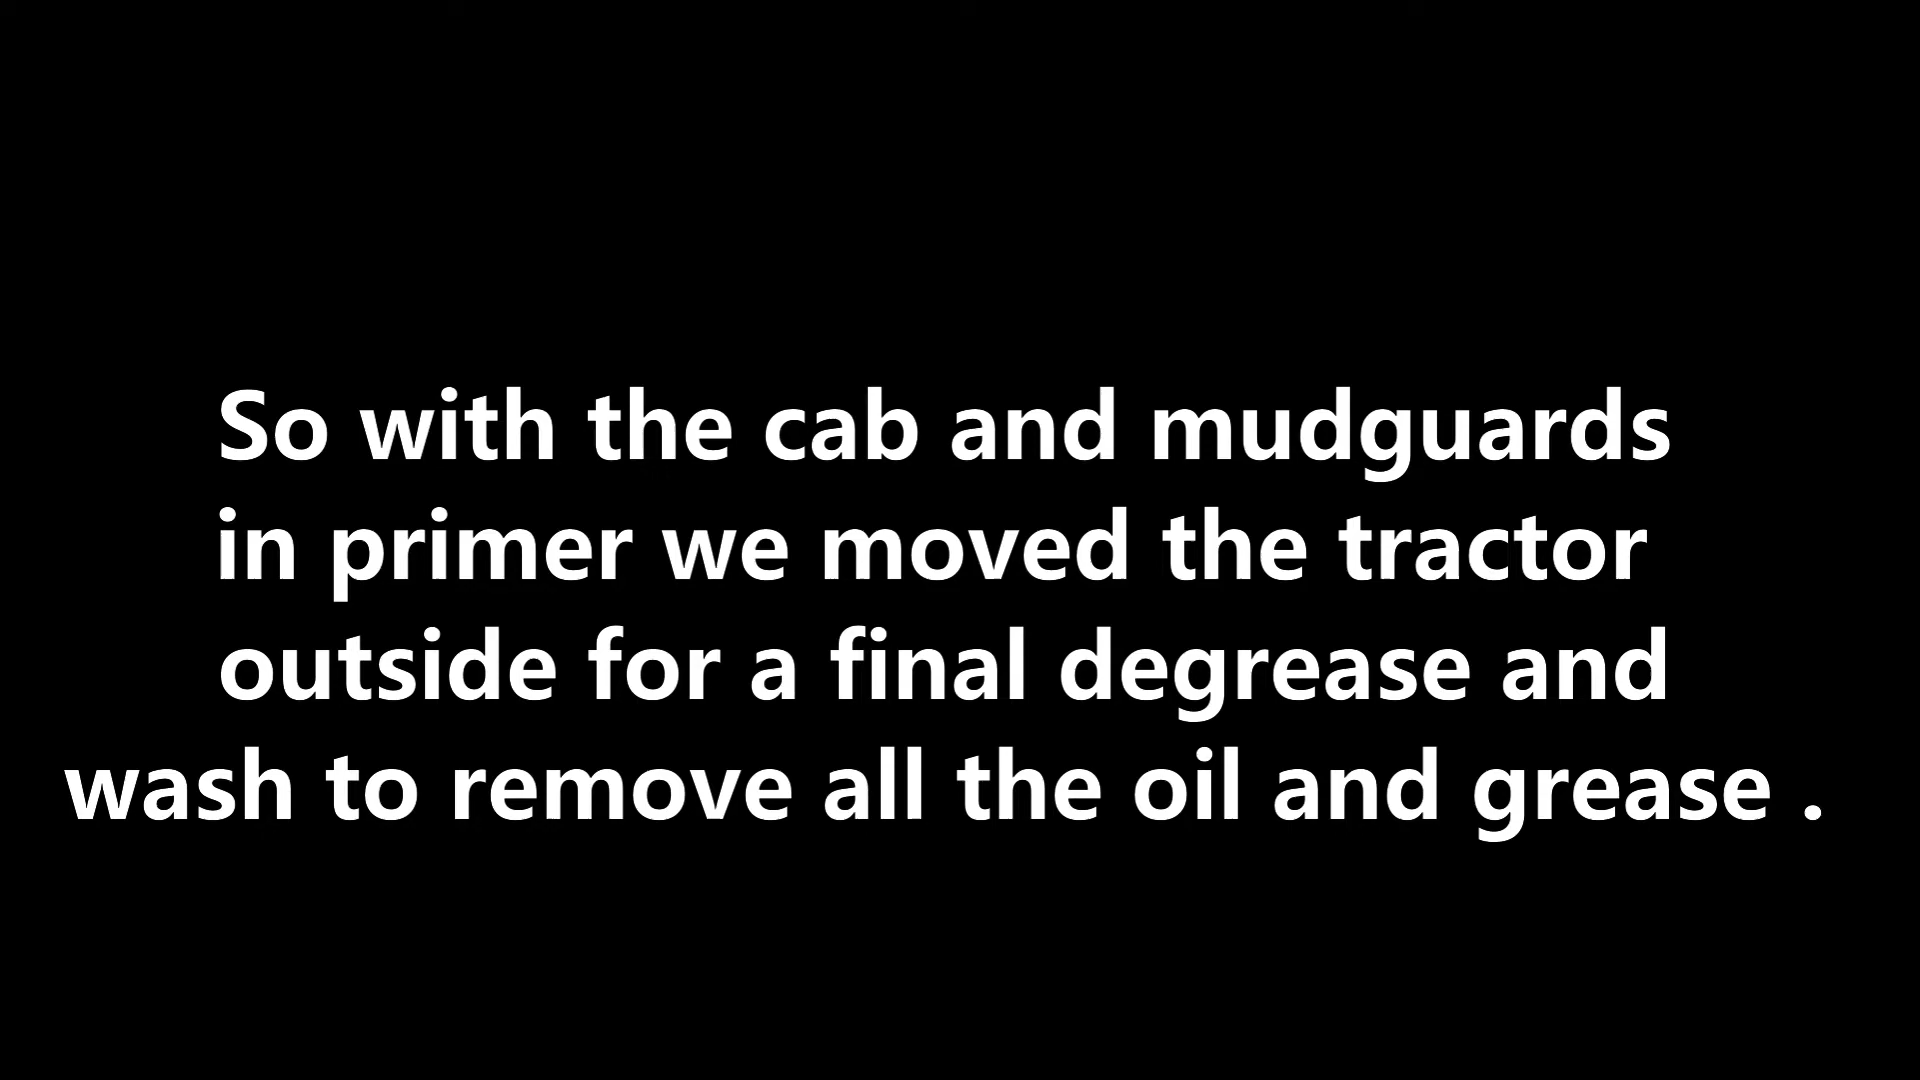 So with the cab and mudguards
in primer we moved the tractor
outside for a final degrease and
wash to remove all the oil and grease .